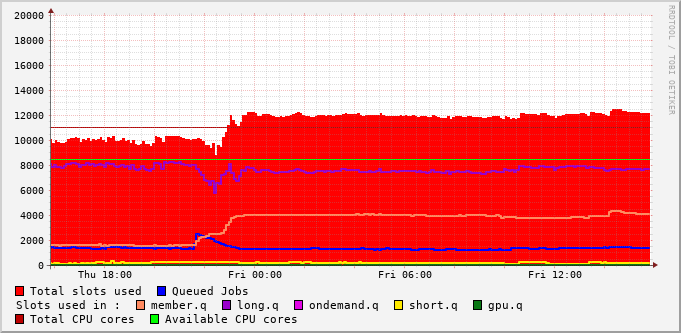 20000
18000
16000
14000
12000
10000
8000
6000
4000
2000
0
Thu 18:00 Fri 00:00 Fri 06:00 Fri 12:00
Total slots used Queued Jobs
Slots used in : member.q long.q ondemand.q short.q gpu.q
Total CPU cores Available CPU cores
RRDTOOL / TOBI OETIKER